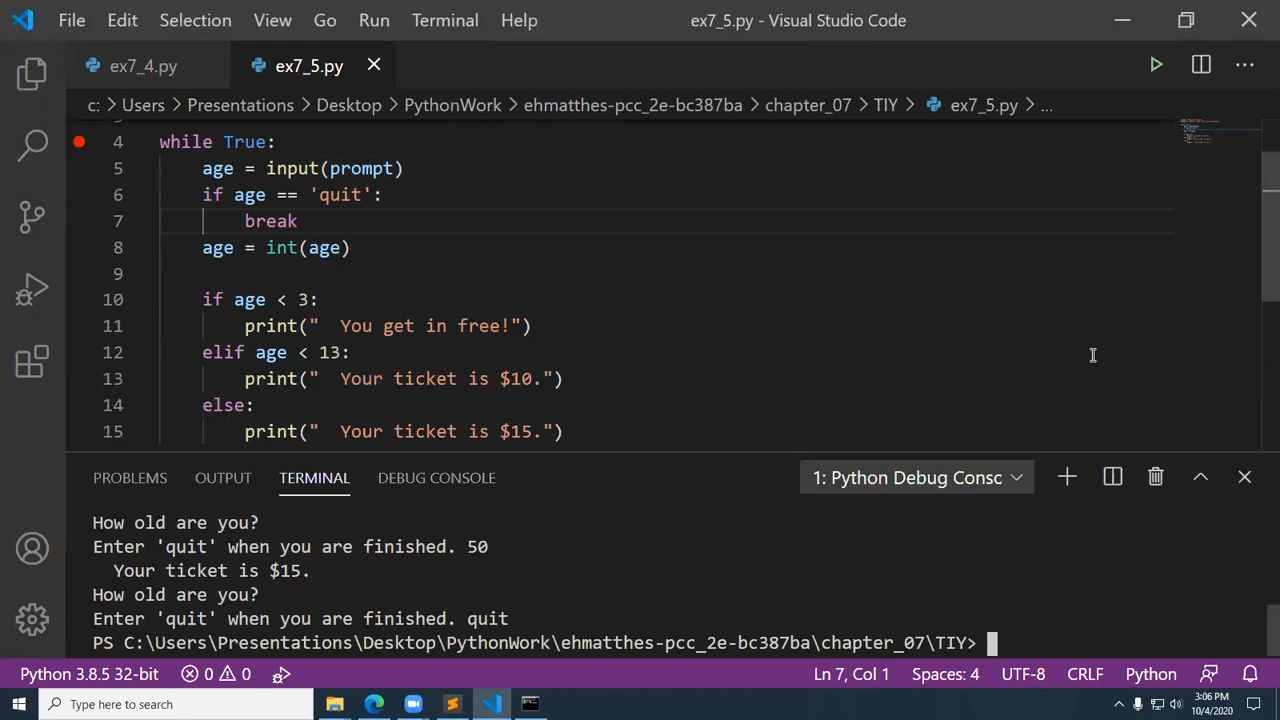 File Edit Selection View Go Run Terminal Help ex7_5.py - Visual Studio Code
ex7_4.py ex7_5.py
c: > Users > Presentations > Desktop > PythonWork > ehmatthes-pcc_2e-bc387ba > chapter_07 > TIY > ex7_5.py > ...
4 while True:
5 age = input(prompt)
6 if age == 'quit':
7 break
8 age = int(age)
9
10 if age < 3:
11 print("  You get in free!")
12 elif age < 13:
13 print("  Your ticket is $10.")
14 else:
15 print("  Your ticket is $15.")
PROBLEMS OUTPUT TERMINAL DEBUG CONSOLE 1: Python Debug Consc
How old are you?
Enter 'quit' when you are finished. 50
  Your ticket is $15.
How old are you?
Enter 'quit' when you are finished. quit
PS C:\Users\Presentations\Desktop\PythonWork\ehmatthes-pcc_2e-bc387ba\chapter_07\TIY>
Python 3.8.5 32-bit 0 0 Ln 7, Col 1 Spaces: 4 UTF-8 CRLF Python
Type here to search
3:06 PM
10/4/2020